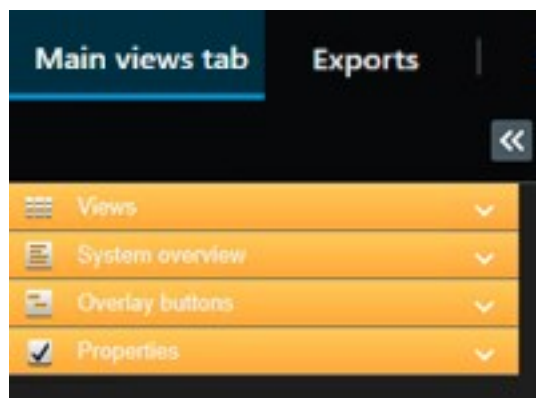 Main views tab Exports
Views
System overview
Overlay buttons
Properties